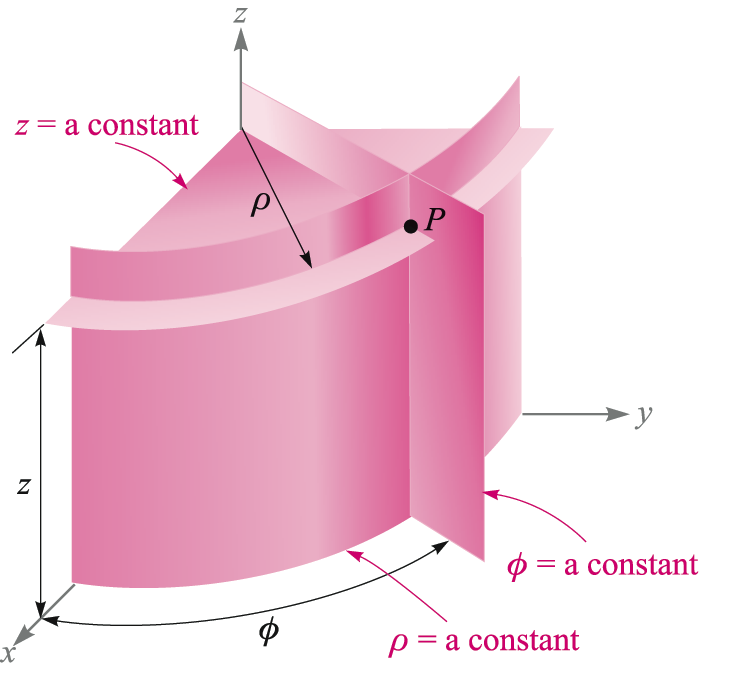 z
z = a constant
ρ
P
y
z
ϕ = a constant
ϕ
ρ = a constant
x